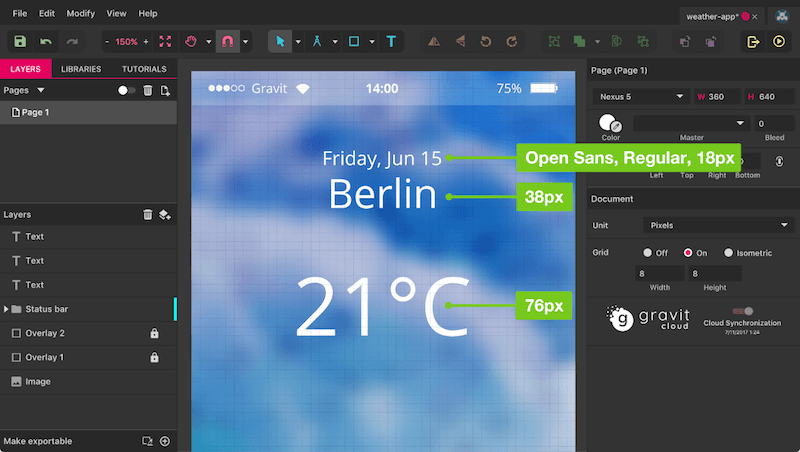 File Edit Modify View Help
weather-app*
- 150% +
LAYERS LIBRARIES TUTORIALS
Pages
Page 1
Layers
Text
Text
Text
Status bar
Overlay 2
Overlay 1
Image
Make exportable
Gravit 14:00 75%
Friday, Jun 15
Berlin
21°C
Open Sans, Regular, 18px
38px
76px
Page (Page 1)
Nexus 5 W 360 H 640
0
Color Master Bleed
Left Top Right Bottom
Document
Unit Pixels
Grid Off On Isometric
8 8
Width Height
g gravit
cloud
Cloud Synchronization
7/11/2017 1:24